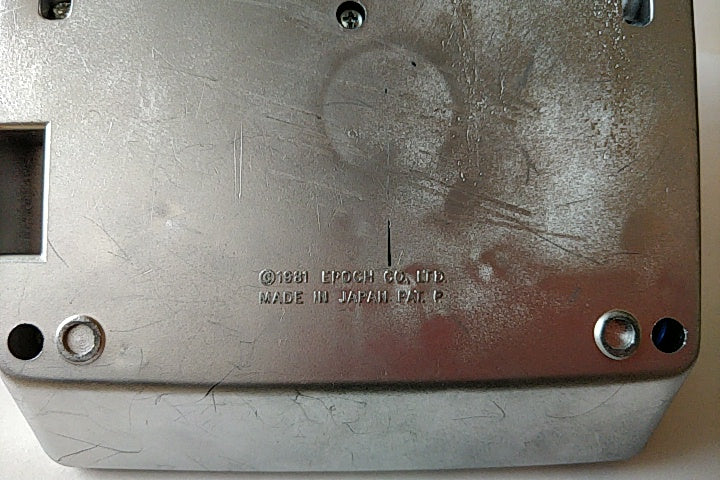 ©1981 EPOCH CO., LTD.
MADE IN JAPAN PAT. P